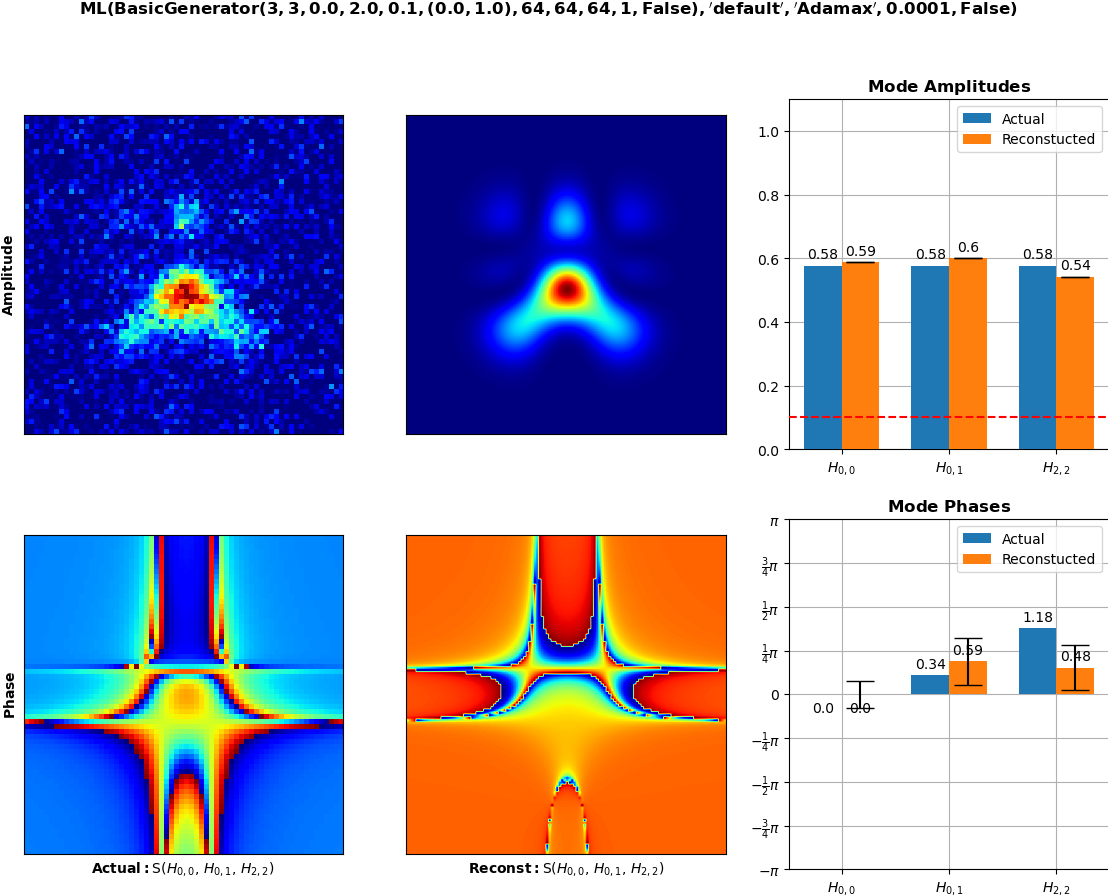 ML(BasicGenerator(3, 3, 0.0, 2.0, 0.1, (0.0, 1.0), 64, 64, 64, 1, False), ′default′, ′Adamax′, 0.0001, False)
Amplitude
Mode Amplitudes
Actual
Reconstucted
1.0
0.8
0.6
0.4
0.2
0.0
0.58
0.59
0.58
0.6
0.58
0.54
H0,0
H0,1
H2,2
Phase
Actual: S(H0,0, H0,1, H2,2)
Reconst: S(H0,0, H0,1, H2,2)
Mode Phases
Actual
Reconstucted
π
3/4π
1/2π
1/4π
0
−1/4π
−1/2π
−3/4π
−π
0.0
0.0
0.34
0.59
1.18
0.48
H0,0
H0,1
H2,2